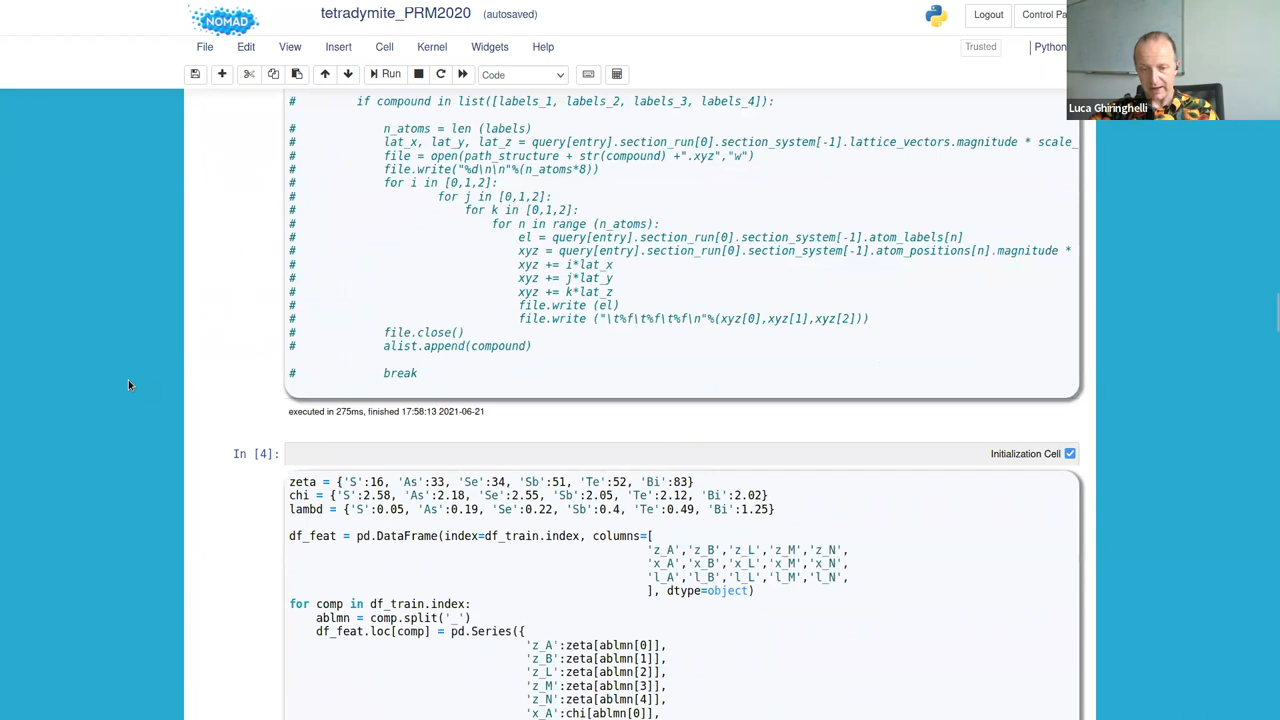 NOMAD
tetradymite_PRM2020 (autosaved)
Logout
Control Pa
File Edit View Insert Cell Kernel Widgets Help
Trusted
Python
Run
Code
Luca Ghiringhelli
# if compound in list([labels_1, labels_2, labels_3, labels_4]):
# n_atoms = len (labels)
# lat_x, lat_y, lat_z = query[entry].section_run[0].section_system[-1].lattice_vectors.magnitude * scale_
# file = open(path_structure + str(compound) +".xyz","w")
# file.write("%d\n\n"%(n_atoms*8))
# for i in [0,1,2]:
# for j in [0,1,2]:
# for k in [0,1,2]:
# for n in range (n_atoms):
# el = query[entry].section_run[0].section_system[-1].atom_labels[n]
# xyz = query[entry].section_run[0].section_system[-1].atom_positions[n].magnitude *
# xyz += i*lat_x
# xyz += j*lat_y
# xyz += k*lat_z
# file.write (el)
# file.write ("\t%f\t%f\t%f\n"%(xyz[0],xyz[1],xyz[2]))
# file.close()
# alist.append(compound)
# break
executed in 275ms, finished 17:58:13 2021-06-21
In [4]:
Initialization Cell
zeta = {'S':16, 'As':33, 'Se':34, 'Sb':51, 'Te':52, 'Bi':83}
chi = {'S':2.58, 'As':2.18, 'Se':2.55, 'Sb':2.05, 'Te':2.12, 'Bi':2.02}
lambd = {'S':0.05, 'As':0.19, 'Se':0.22, 'Sb':0.4, 'Te':0.49, 'Bi':1.25}
df_feat = pd.DataFrame(index=df_train.index, columns=[
'z_A','z_B','z_L','z_M','z_N',
'x_A','x_B','x_L','x_M','x_N',
'l_A','l_B','l_L','l_M','l_N',
], dtype=object)
for comp in df_train.index:
ablmn = comp.split('_')
df_feat.loc[comp] = pd.Series({
'z_A':zeta[ablmn[0]],
'z_B':zeta[ablmn[1]],
'z_L':zeta[ablmn[2]],
'z_M':zeta[ablmn[3]],
'z_N':zeta[ablmn[4]],
'x_A':chi[ablmn[0]],